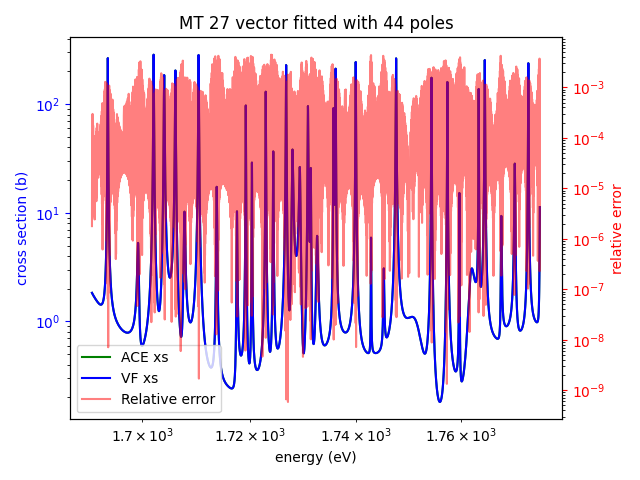 MT 27 vector fitted with 44 poles
cross section (b)
10²
10¹
10⁰
10⁻³
10⁻⁴
10⁻⁵
10⁻⁶
10⁻⁷
10⁻⁸
10⁻⁹
relative error
ACE xs
VF xs
Relative error
1.7 × 10³ 1.72 × 10³ 1.74 × 10³ 1.76 × 10³
energy (eV)